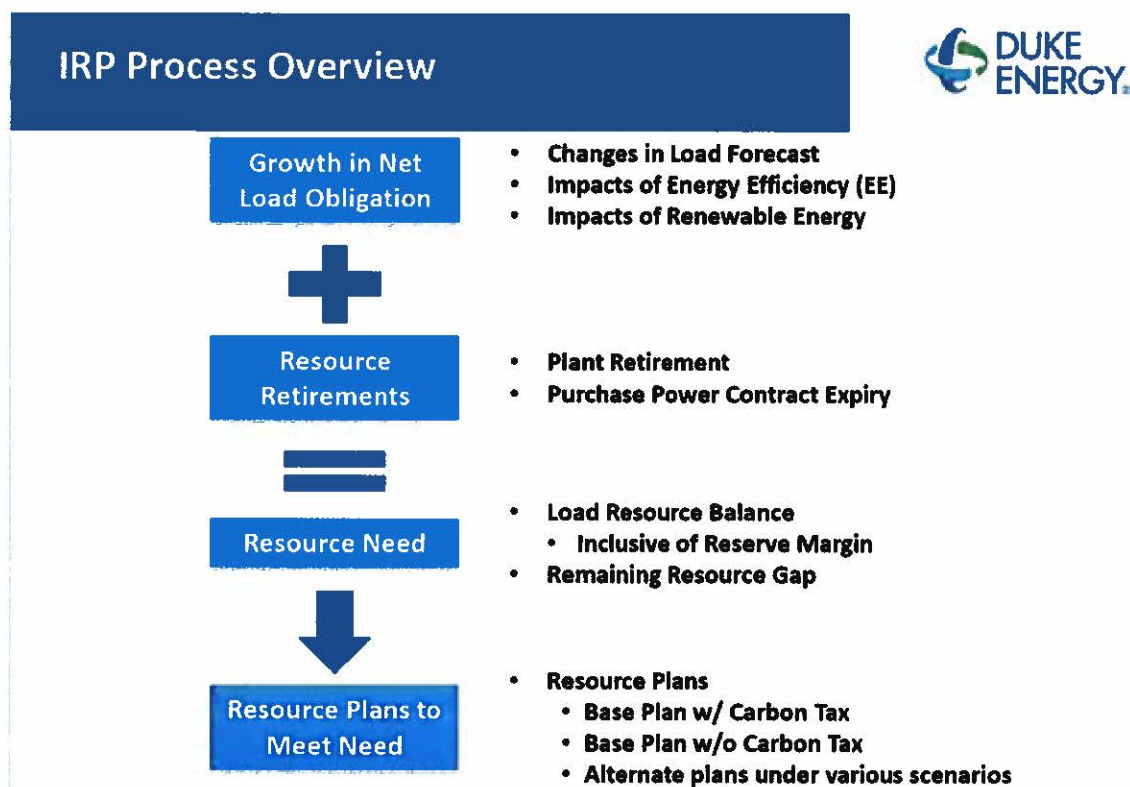 IRP Process Overview
DUKE
ENERGY®
Growth in Net
Load Obligation
• Changes in Load Forecast
• Impacts of Energy Efficiency (EE)
• Impacts of Renewable Energy
Resource
Retirements
• Plant Retirement
• Purchase Power Contract Expiry
Resource Need
• Load Resource Balance
• Inclusive of Reserve Margin
• Remaining Resource Gap
Resource Plans to
Meet Need
• Resource Plans
• Base Plan w/ Carbon Tax
• Base Plan w/o Carbon Tax
• Alternate plans under various scenarios